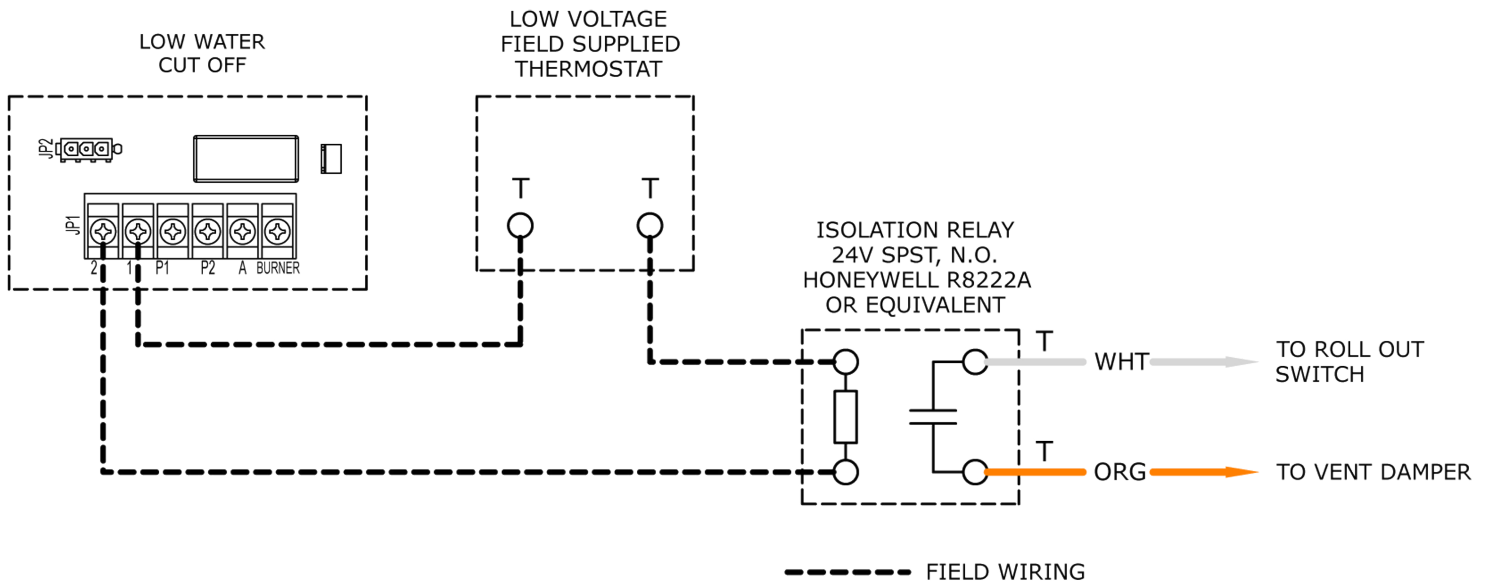 LOW WATER
CUT OFF
LOW VOLTAGE
FIELD SUPPLIED
THERMOSTAT
JP2
JP1
2 1 P1 P2 A BURNER
T T
ISOLATION RELAY
24V SPST, N.O.
HONEYWELL R8222A
OR EQUIVALENT
T
WHT
TO ROLL OUT
SWITCH
T
ORG
TO VENT DAMPER
FIELD WIRING